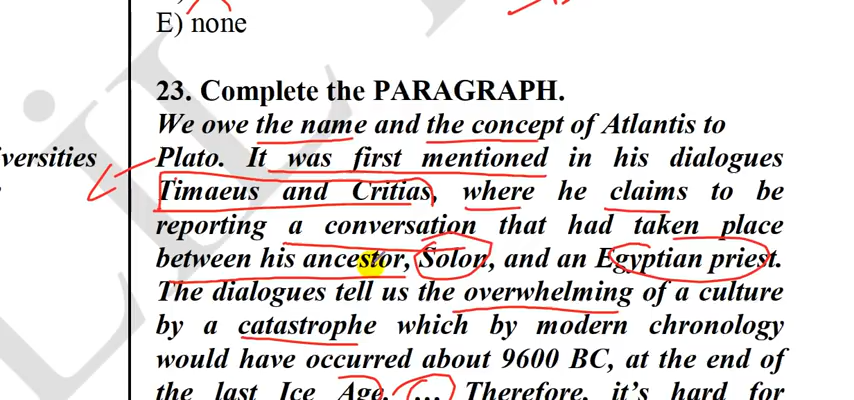 E) none
23. Complete the PARAGRAPH.
We owe the name and the concept of Atlantis to
versities
Plato. It was first mentioned in his dialogues
Timaeus and Critias, where he claims to be
reporting a conversation that had taken place
between his ancestor, Solon, and an Egyptian priest.
The dialogues tell us the overwhelming of a culture
by a catastrophe which by modern chronology
would have occurred about 9600 BC, at the end of
the last Ice Age. ... Therefore, it's hard for